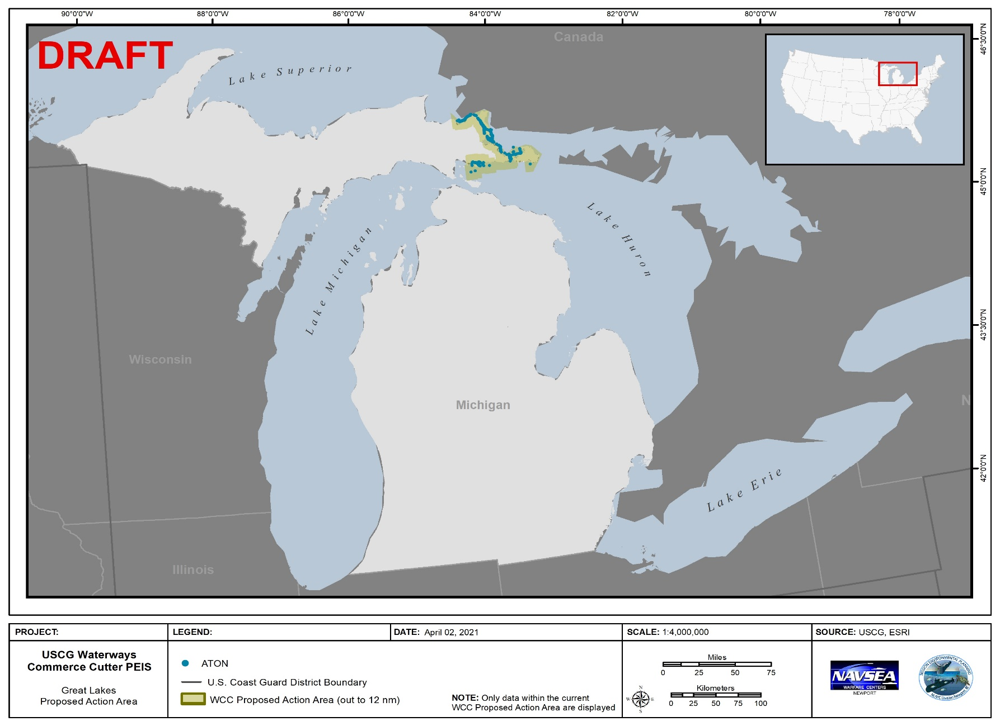 90°0'0"W 88°0'0"W 86°0'0"W 84°0'0"W 82°0'0"W 80°0'0"W 78°0'0"W
DRAFT
Canada
46°30'0"N
Lake Superior
45°0'0"N
Lake Huron
Lake Michigan
43°30'0"N
Wisconsin
Michigan
N
42°0'0"N
Lake Erie
Illinois
PROJECT:
USCG Waterways
Commerce Cutter PEIS
Great Lakes
Proposed Action Area
LEGEND:
ATON
U.S. Coast Guard District Boundary
WCC Proposed Action Area (out to 12 nm)
DATE: April 02, 2021
NOTE: Only data within the current
WCC Proposed Action Area are displayed
SCALE: 1:4,000,000
Miles
0 25 50 75
Kilometers
0 25 50 75 100
N
W E
S
SOURCE: USCG, ESRI
NAVSEA
WARFARE CENTERS
NEWPORT
MISSION ENVIRONMENTAL PLANNING